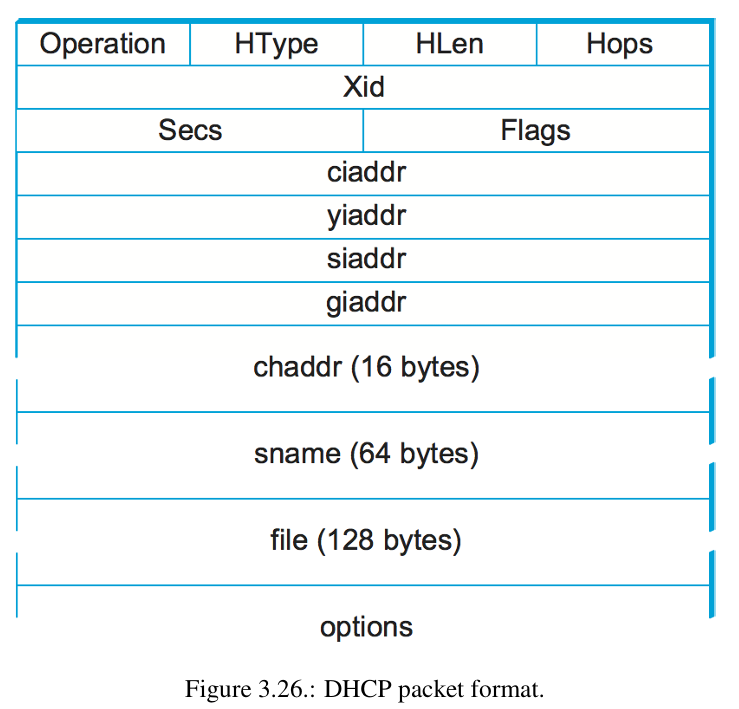 Operation HType HLen Hops
Xid
Secs Flags
ciaddr
yiaddr
siaddr
giaddr
chaddr (16 bytes)
sname (64 bytes)
file (128 bytes)
options
Figure 3.26.: DHCP packet format.